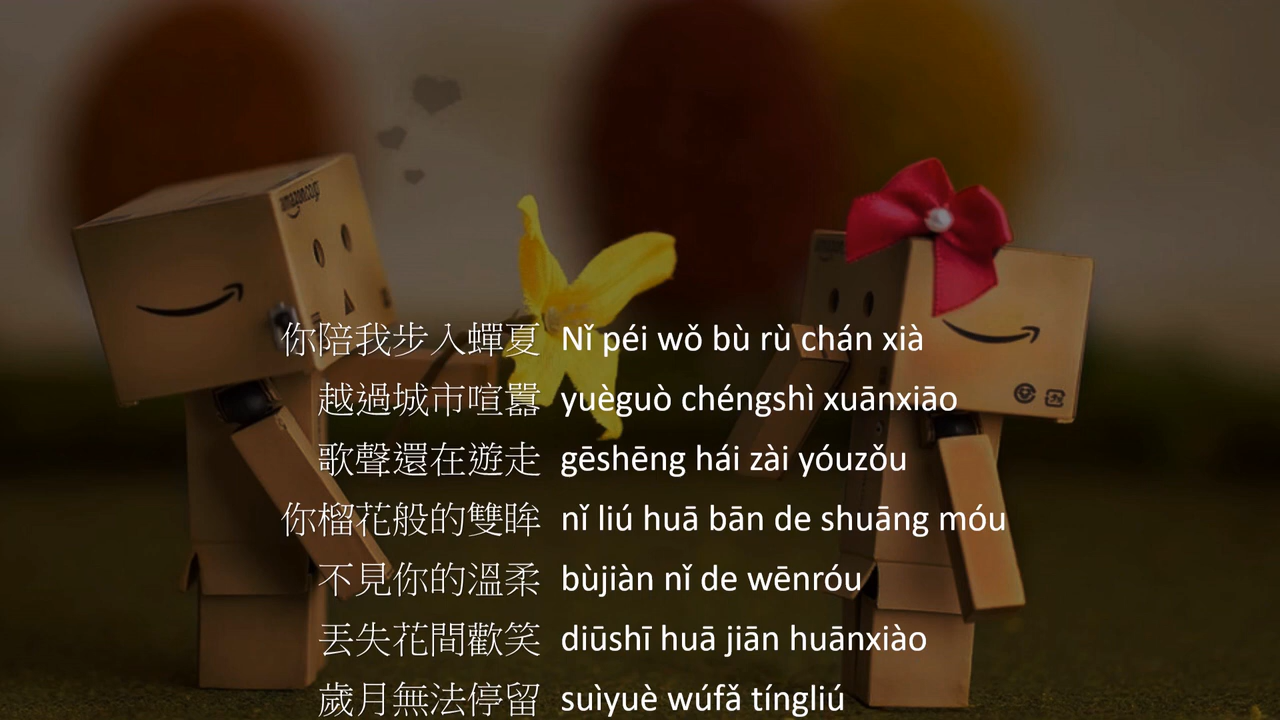 amazon.co.jp
你陪我步入蟬夏 Nǐ péi wǒ bù rù chán xià
越過城市喧囂 yuèguò chéngshì xuānxiāo
歌聲還在遊走 gēshēng hái zài yóuzǒu
你榴花般的雙眸 nǐ liú huā bān de shuāng móu
不見你的溫柔 bùjiàn nǐ de wēnróu
丟失花間歡笑 diūshī huā jiān huānxiào
歲月無法停留 suìyuè wúfǎ tíngliú